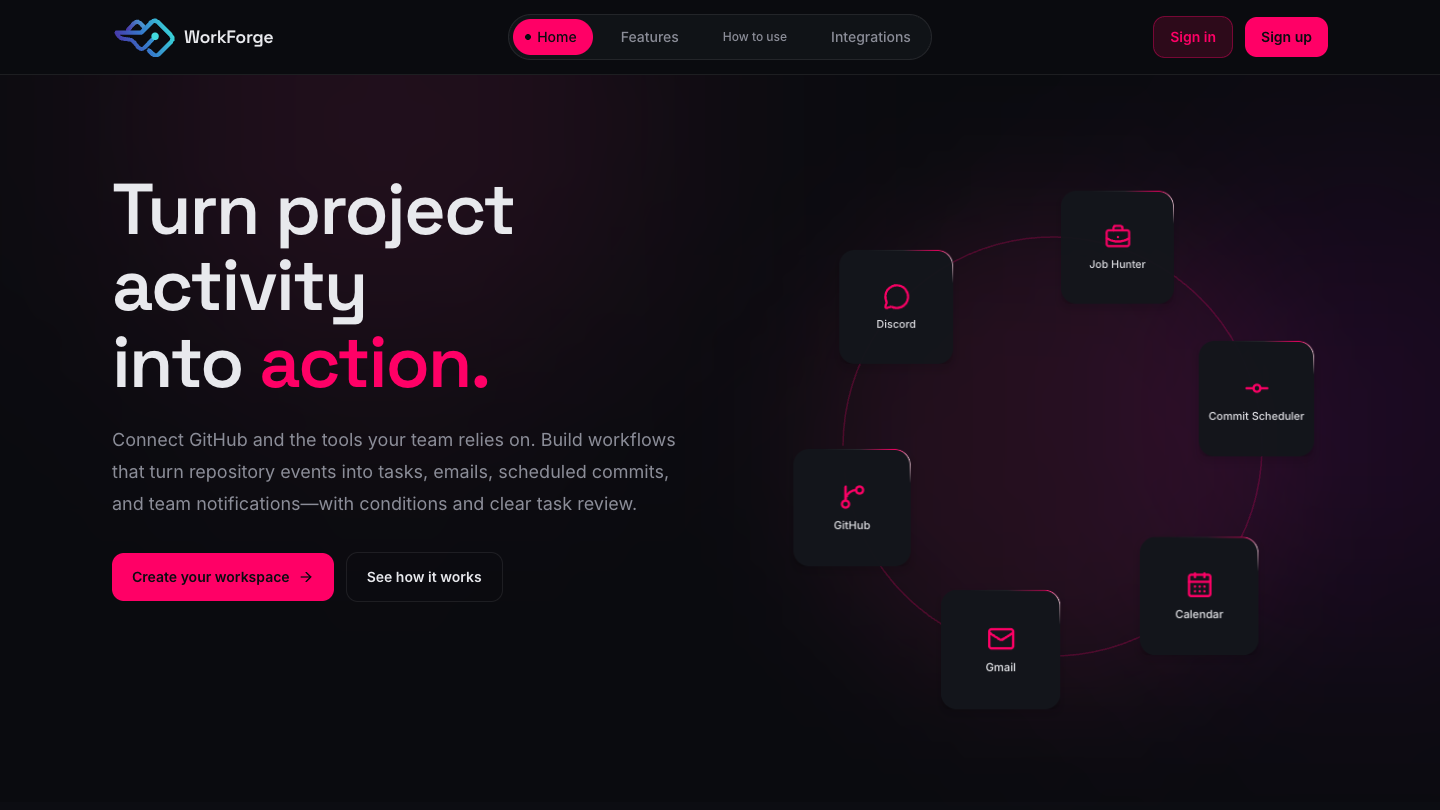 WorkForge
Home
Features
How to use
Integrations
Sign in
Sign up
Turn project
activity
into action.
Connect GitHub and the tools your team relies on. Build workflows
that turn repository events into tasks, emails, scheduled commits,
and team notifications—with conditions and clear task review.
Create your workspace
See how it works
Job Hunter
Discord
Commit Scheduler
GitHub
Calendar
Gmail